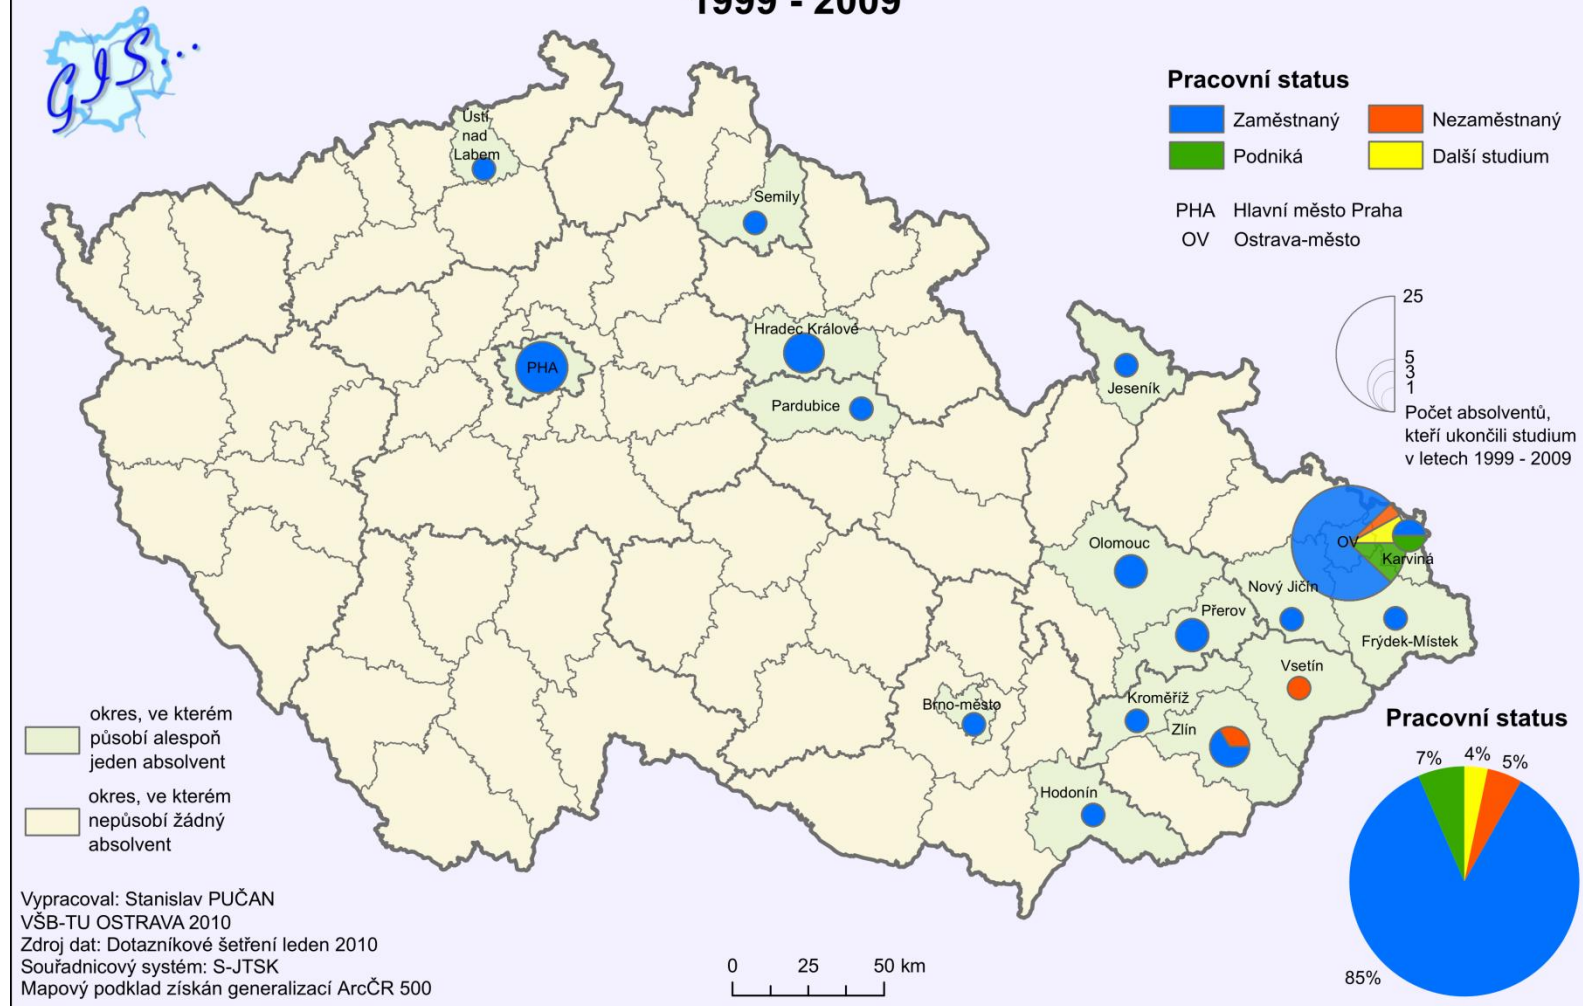 1999 - 2009
GIS...
Pracovní status
Zaměstnaný
Nezaměstnaný
Podniká
Další studium
PHA Hlavní město Praha
OV Ostrava-město
25
5
3
1
Počet absolventů,
kteří ukončili studium
v letech 1999 - 2009
Ústí
nad
Labem
Semily
Hradec Králové
PHA
Jeseník
Pardubice
Olomouc
OV
Karviná
Nový Jičín
Přerov
Frýdek-Místek
Vsetín
Kroměříž
Brno-město
Zlín
Hodonín
okres, ve kterém
působí alespoň
jeden absolvent
okres, ve kterém
nepůsobí žádný
absolvent
Pracovní status
7%
4%
5%
85%
Vypracoval: Stanislav PUČAN
VŠB-TU OSTRAVA 2010
Zdroj dat: Dotazníkové šetření leden 2010
Souřadnicový systém: S-JTSK
Mapový podklad získán generalizací ArcČR 500
0 25 50 km